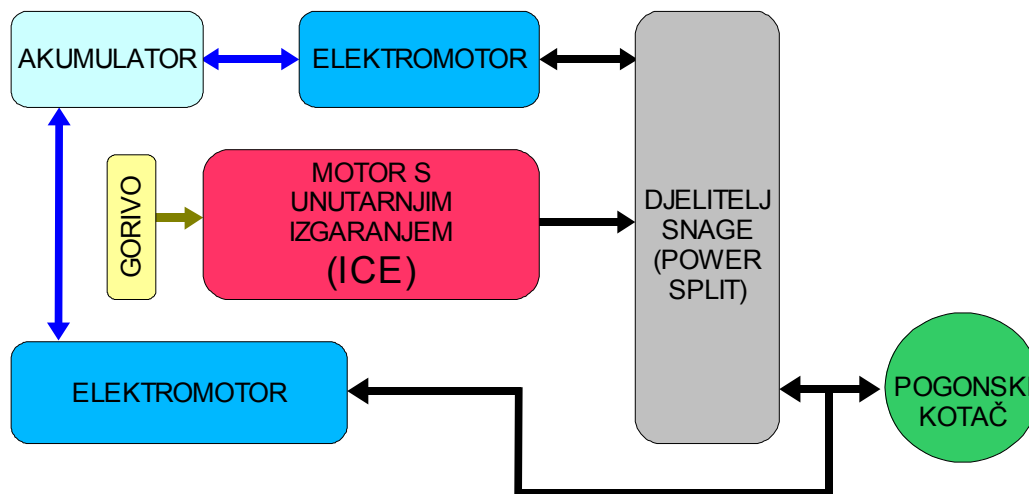 AKUMULATOR
ELEKTROMOTOR
GORIVO
MOTOR S
UNUTARNJIM
IZGARANJEM
(ICE)
DJELITELJ
SNAGE
(POWER
SPLIT)
ELEKTROMOTOR
POGONSKI
KOTAČ